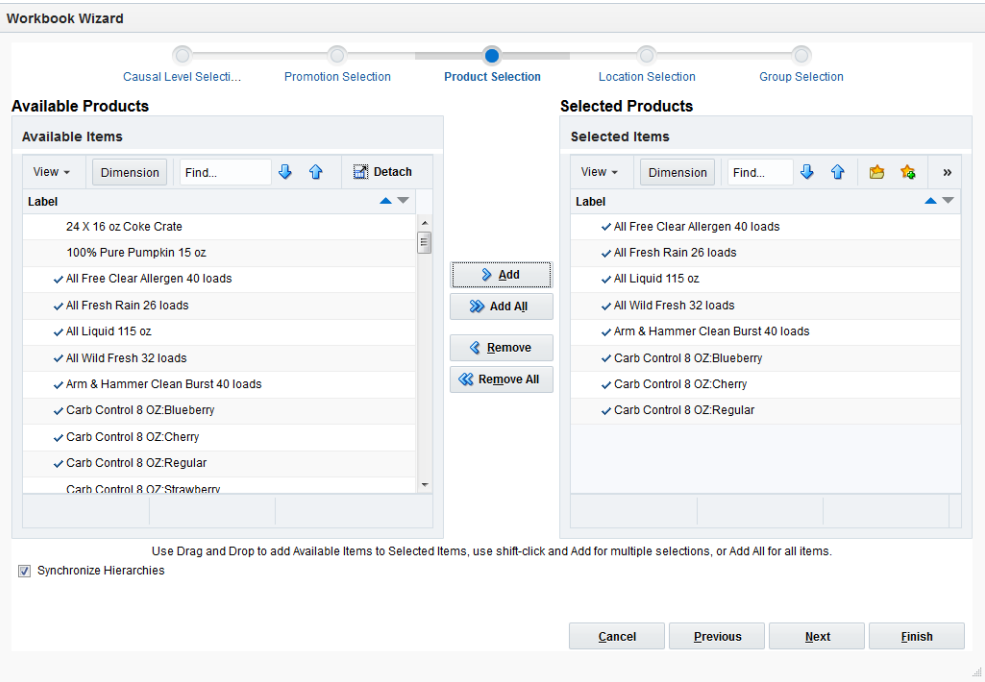 Workbook Wizard
Causal Level Selecti... Promotion Selection Product Selection Location Selection Group Selection
Available Products
Available Items
View Dimension Find... Detach
Label
24 X 16 oz Coke Crate
100% Pure Pumpkin 15 oz
All Free Clear Allergen 40 loads
All Fresh Rain 26 loads
All Liquid 115 oz
All Wild Fresh 32 loads
Arm & Hammer Clean Burst 40 loads
Carb Control 8 OZ:Blueberry
Carb Control 8 OZ:Cherry
Carb Control 8 OZ:Regular
Carb Control 8 OZ:Strawberry
Add
Add All
Remove
Remove All
Selected Products
Selected Items
View Dimension Find... »
Label
All Free Clear Allergen 40 loads
All Fresh Rain 26 loads
All Liquid 115 oz
All Wild Fresh 32 loads
Arm & Hammer Clean Burst 40 loads
Carb Control 8 OZ:Blueberry
Carb Control 8 OZ:Cherry
Carb Control 8 OZ:Regular
Use Drag and Drop to add Available Items to Selected Items, use shift-click and Add for multiple selections, or Add All for all items.
Synchronize Hierarchies
Cancel Previous Next Finish